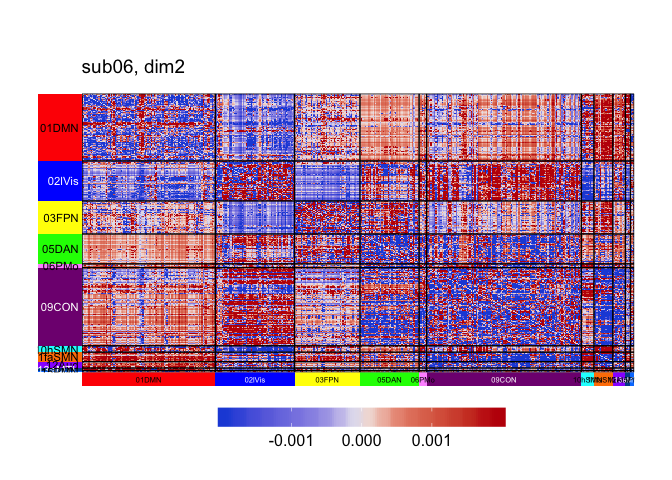 sub06, dim2
01DMN
02lVis
03FPN
05DAN
06PMo
09CON
01DMN
02lVis
03FPN
05DAN
06PMo
09CON
-0.001
0.000
0.001